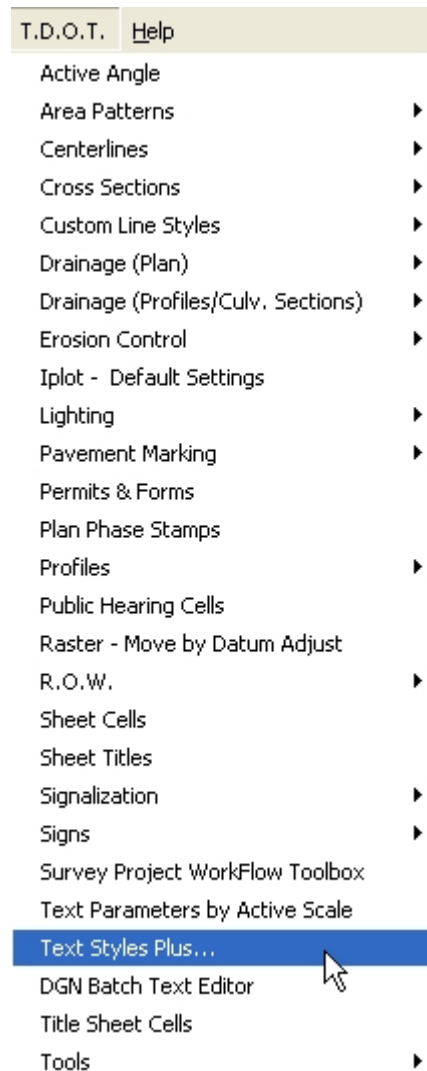 T.D.O.T. Help
Active Angle
Area Patterns
Centerlines
Cross Sections
Custom Line Styles
Drainage (Plan)
Drainage (Profiles/Culv. Sections)
Erosion Control
Iplot - Default Settings
Lighting
Pavement Marking
Permits & Forms
Plan Phase Stamps
Profiles
Public Hearing Cells
Raster - Move by Datum Adjust
R.O.W.
Sheet Cells
Sheet Titles
Signalization
Signs
Survey Project WorkFlow Toolbox
Text Parameters by Active Scale
Text Styles Plus...
DGN Batch Text Editor
Title Sheet Cells
Tools